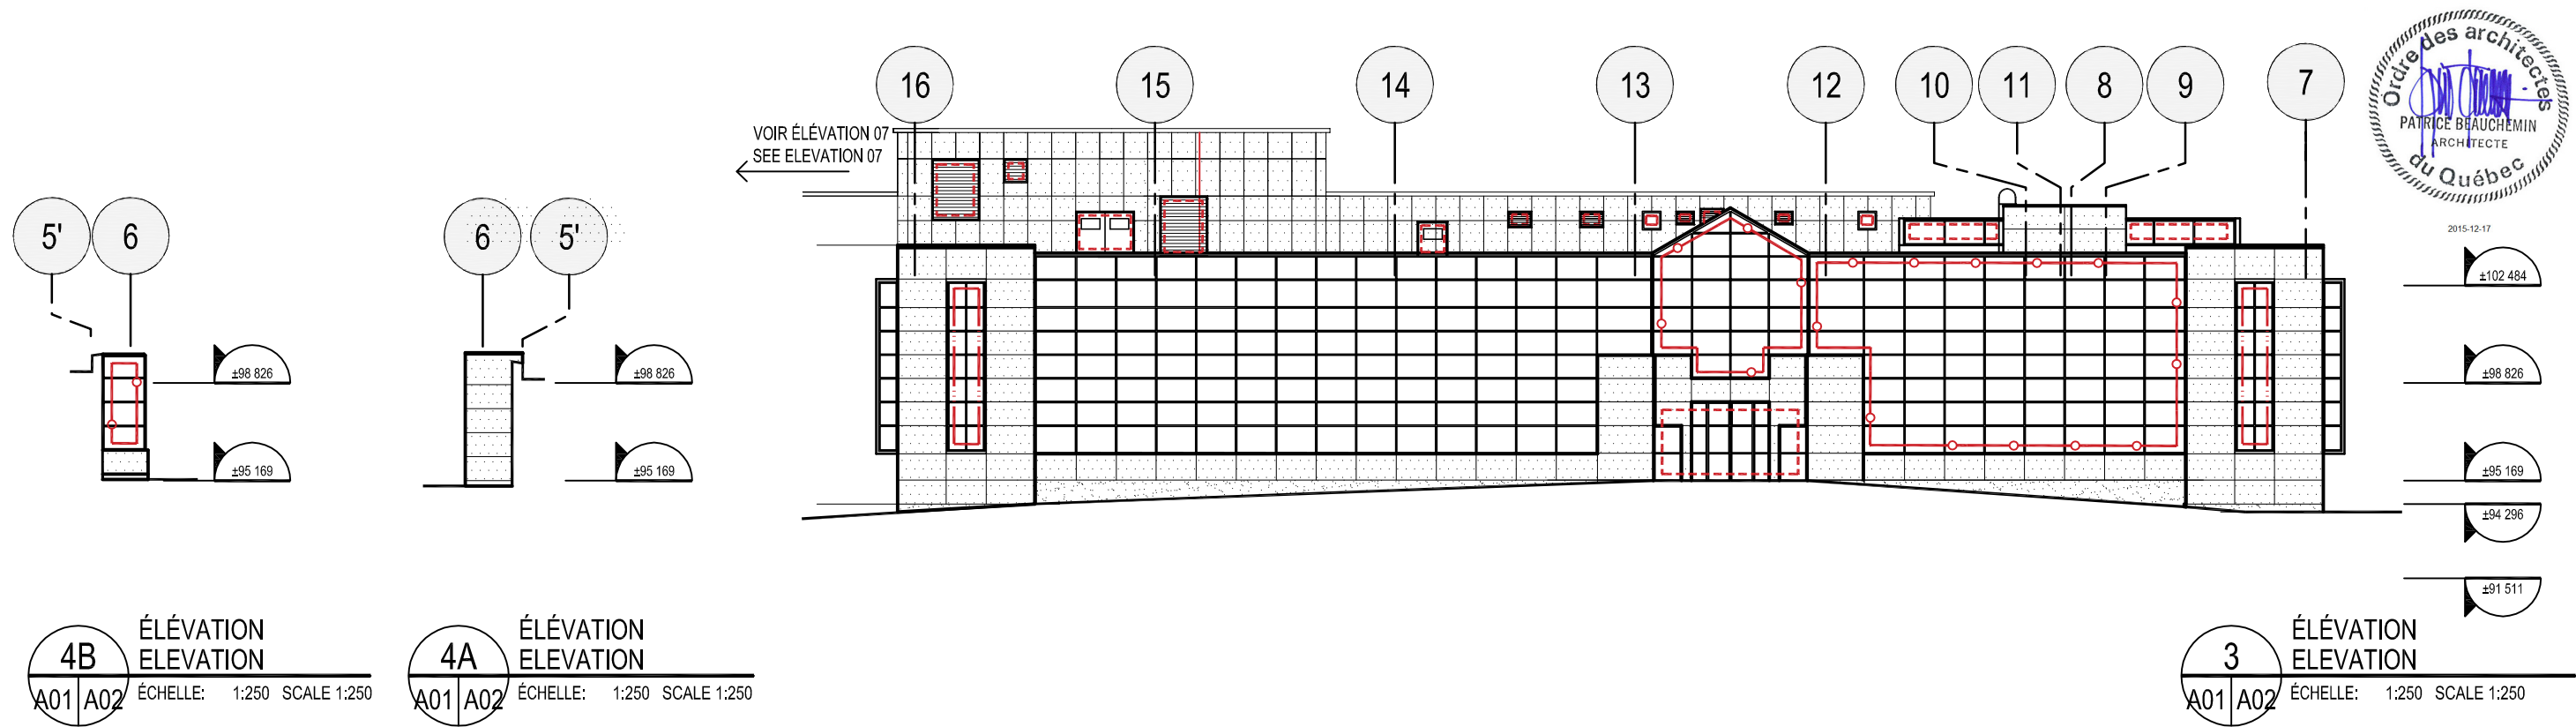 16 15 14 13 12 10 11 8 9 7
Ordre des architectes
PATRICE BEAUCHEMIN
ARCHITECTE
du Québec
2015-12-17
VOIR ÉLÉVATION 07
SEE ELEVATION 07
5' 6
6 5'
±98 826
±95 169
±98 826
±95 169
±102 484
±98 826
±95 169
±94 296
±91 511
4B
A01 A02
ÉLÉVATION
ELEVATION
ÉCHELLE: 1:250 SCALE 1:250
4A
A01 A02
ÉLÉVATION
ELEVATION
ÉCHELLE: 1:250 SCALE 1:250
3
A01 A02
ÉLÉVATION
ELEVATION
ÉCHELLE: 1:250 SCALE 1:250